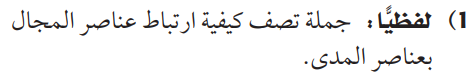 1) لفظيًّا: جملة تصف كيفية ارتباط عناصر المجال
بعناصر المدى.